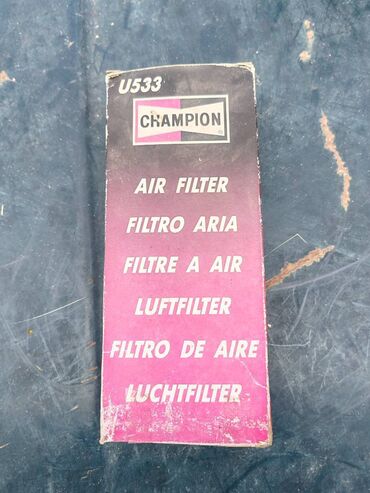 U533
CHAMPION
AIR FILTER
FILTRO ARIA
FILTRE A AIR
LUFTFILTER
FILTRO DE AIRE
LUCHTFILTER